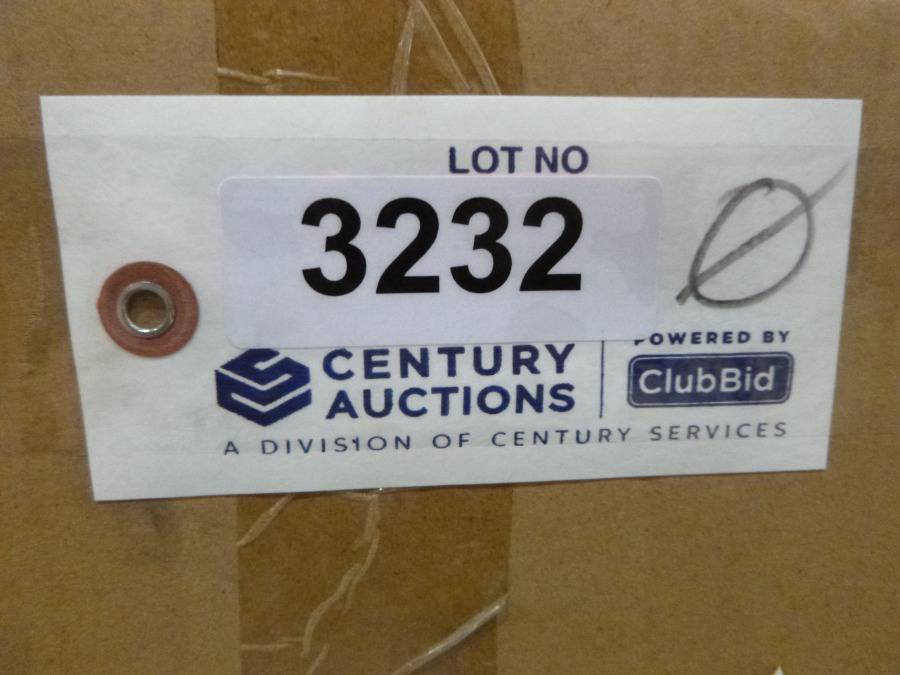 LOT NO
3232
Ø
CENTURY
AUCTIONS
POWERED BY
ClubBid
A DIVISION OF CENTURY SERVICES